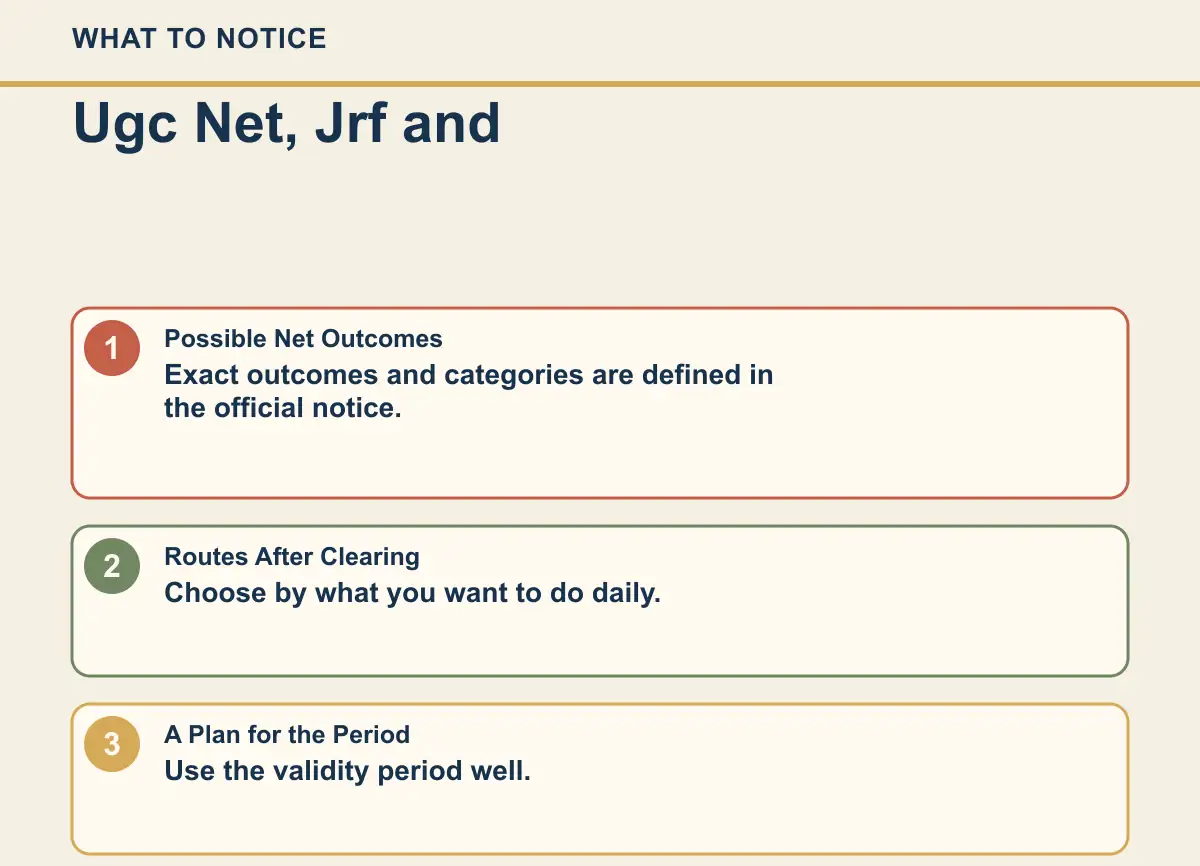 WHAT TO NOTICE
Ugc Net, Jrf and
1
Possible Net Outcomes
Exact outcomes and categories are defined in
the official notice.
2
Routes After Clearing
Choose by what you want to do daily.
3
A Plan for the Period
Use the validity period well.